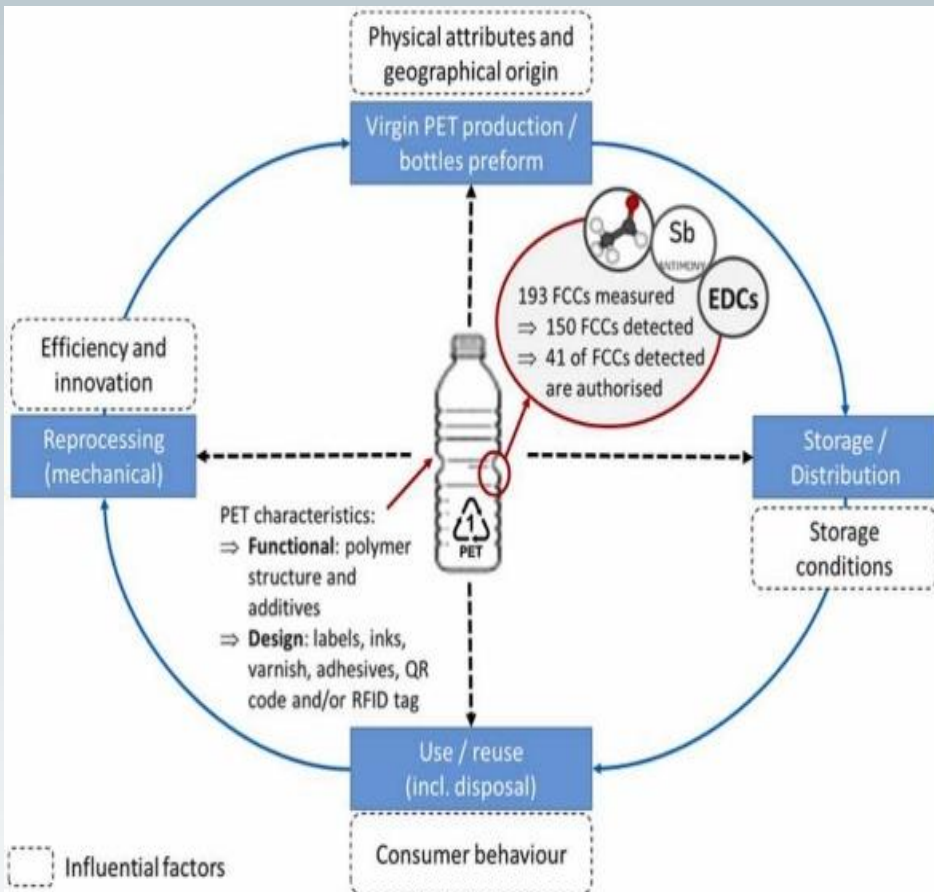 Physical attributes and
geographical origin
Virgin PET production /
bottles preform
Sb
ANTIMONY
EDCs
193 FCCs measured
⇒ 150 FCCs detected
⇒ 41 of FCCs detected
are authorised
Efficiency and
innovation
Reprocessing
(mechanical)
Storage /
Distribution
Storage
conditions
1
PET
PET characteristics:
⇒ Functional: polymer
structure and
additives
⇒ Design: labels, inks,
varnish, adhesives, QR
code and/or RFID tag
Use / reuse
(incl. disposal)
Consumer behaviour
Influential factors